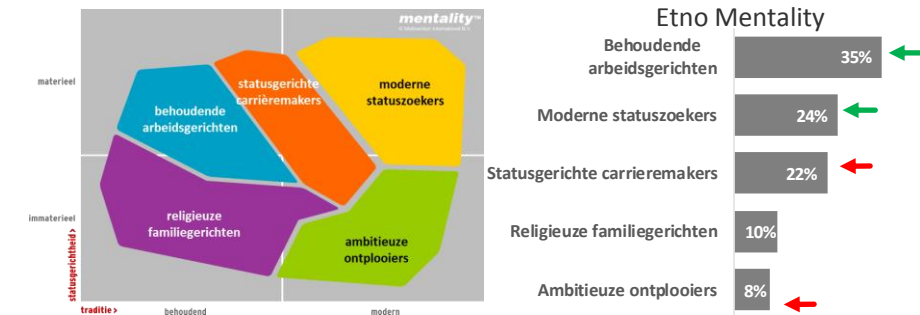 mentality™
materieel
immaterieel
statusgerichtheid >
traditie >
behoudend
modern
behoudende
arbeidsgerichten
statusgerichte
carrièremakers
moderne
statuszoekers
religieuze
familiegerichten
ambitieuze
ontplooiers
Etno Mentality
Behoudende
arbeidsgerichten
35%
Moderne statuszoekers
24%
Statusgerichte carrieremakers
22%
Religieuze familiegerichten
10%
Ambitieuze ontplooiers
8%